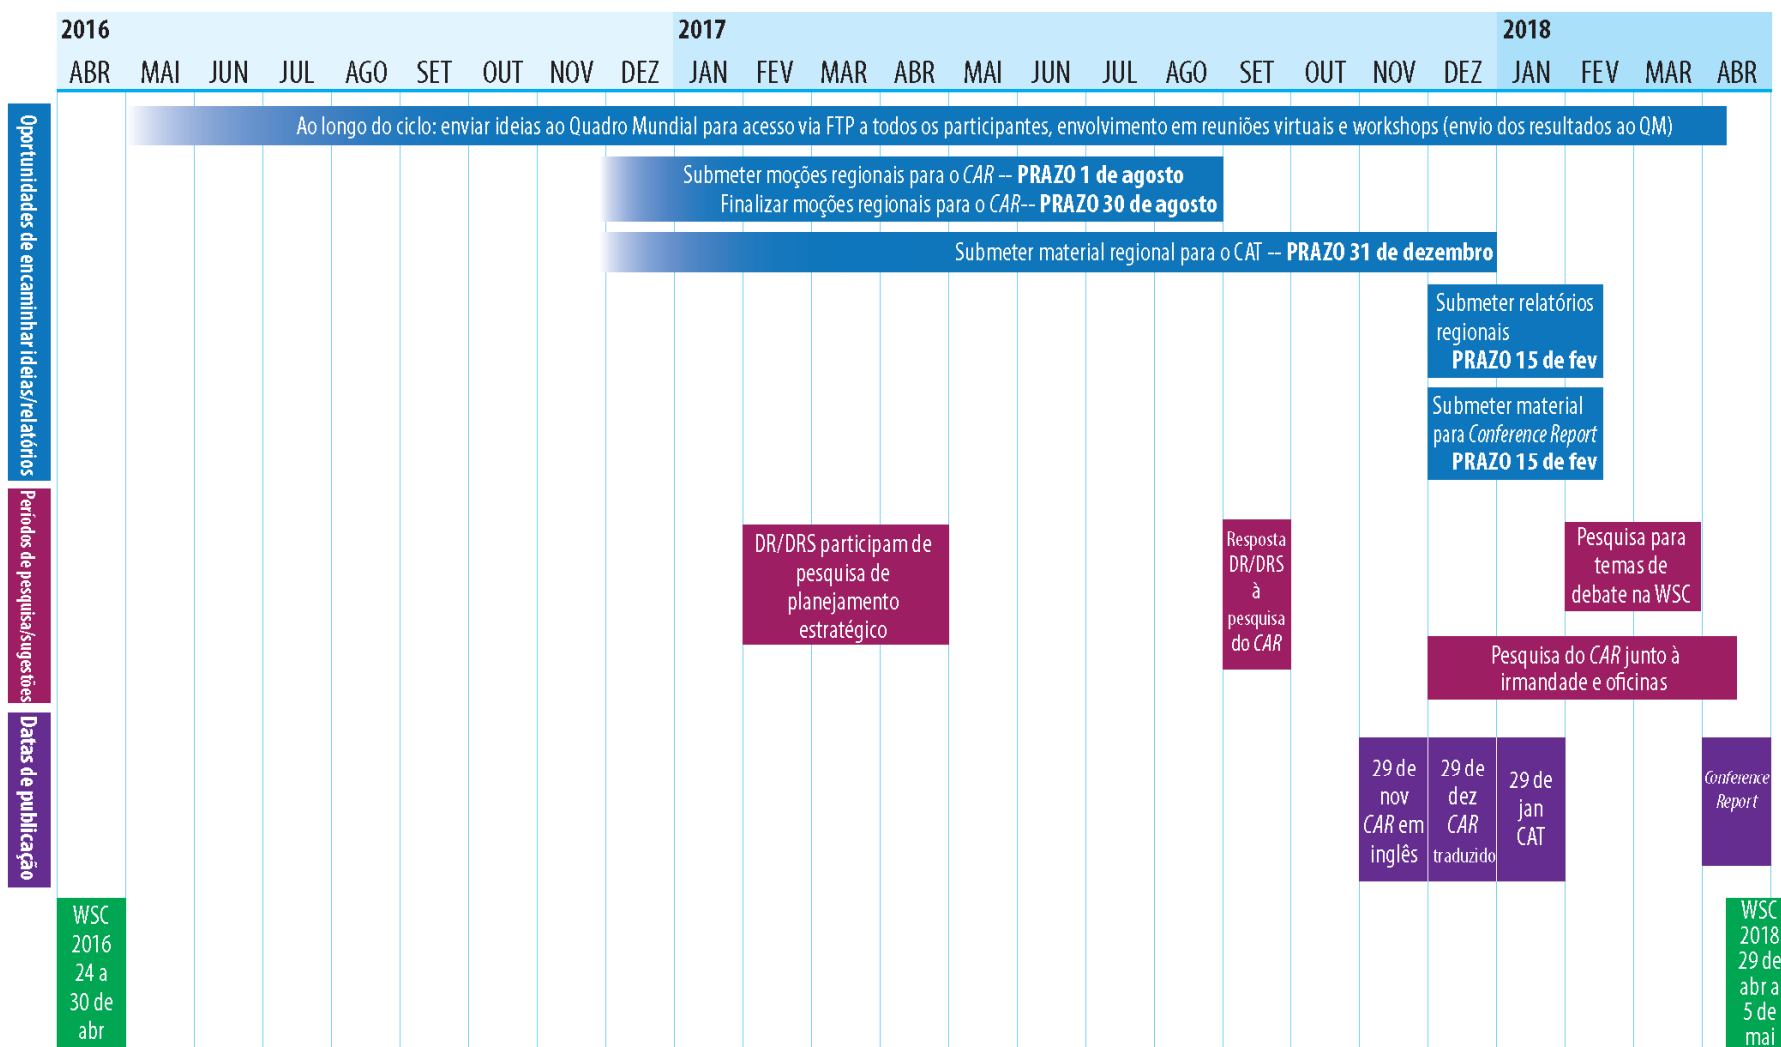 2016 2017 2018
ABR MAI JUN JUL AGO SET OUT NOV DEZ JAN FEV MAR ABR MAI JUN JUL AGO SET OUT NOV DEZ JAN FEV MAR ABR
Oportunidades de encaminhar ideias/relatórios
Ao longo do ciclo: enviar ideias ao Quadro Mundial para acesso via FTP a todos os participantes, envolvimento em reuniões virtuais e workshops (envio dos resultados ao QM)
Submeter moções regionais para o CAR -- PRAZO 1 de agosto
Finalizar moções regionais para o CAR-- PRAZO 30 de agosto
Submeter material regional para o CAT -- PRAZO 31 de dezembro
Submeter relatórios
regionais
PRAZO 15 de fev
Submeter material
para Conference Report
PRAZO 15 de fev
Períodos de pesquisa/sugestões
DR/DRS participam de
pesquisa de
planejamento
estratégico
Resposta
DR/DRS
à
pesquisa
do CAR
Pesquisa para
temas de
debate na WSC
Pesquisa do CAR junto à
irmandade e oficinas
Datas de publicação
29 de
nov
CAR em
inglês
29 de
dez
CAR
traduzido
29 de
jan
CAT
Conference
Report
WSC
2016
24 a
30 de
abr
WSC
2018
29 de
abr a
5 de
mai